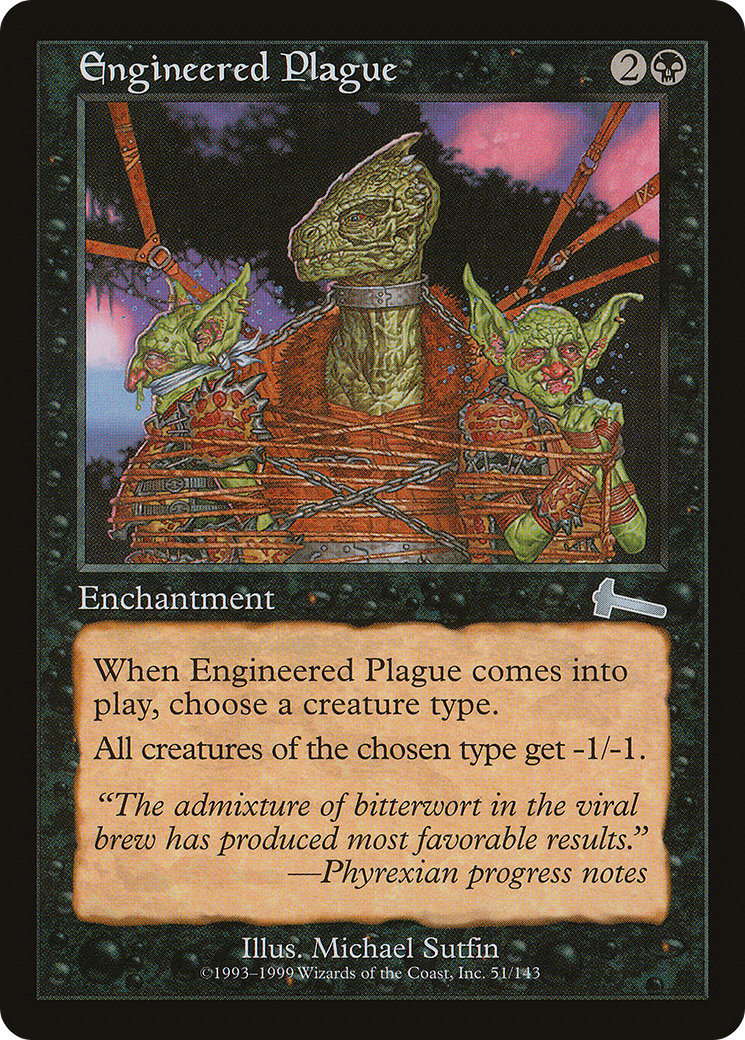 Engineered Plague 2
Enchantment
When Engineered Plague comes into
play, choose a creature type.
All creatures of the chosen type get -1/-1.
“The admixture of bitterwort in the viral
brew has produced most favorable results.”
—Phyrexian progress notes
Illus. Michael Sutfin
©1993–1999 Wizards of the Coast, Inc. 51/143